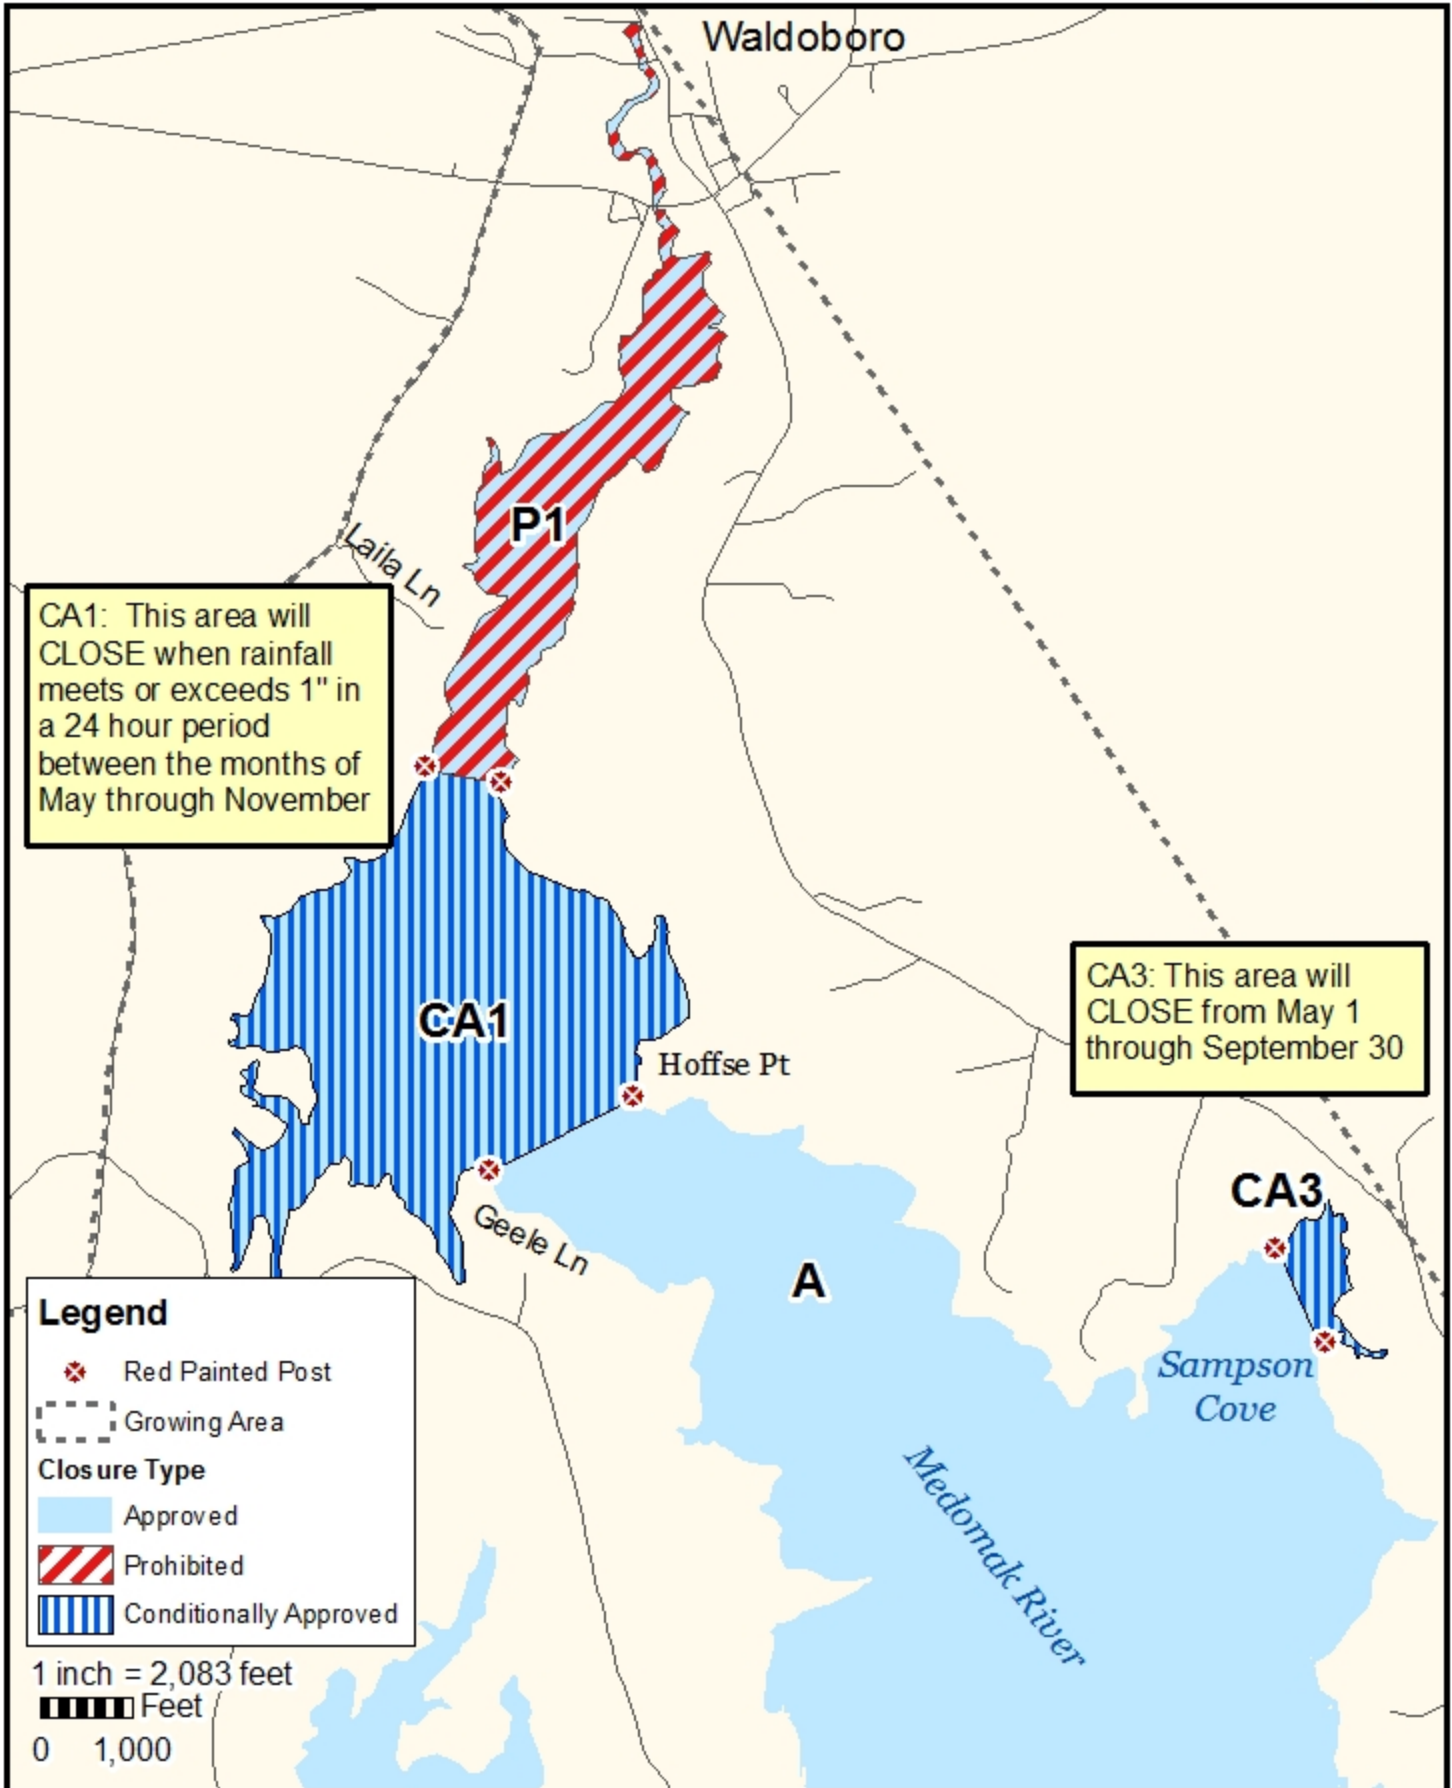 Waldoboro
P1
Laila Ln
CA1:  This area will
CLOSE when rainfall
meets or exceeds 1" in
a 24 hour period
between the months of
May through November
CA1
Hoffse Pt
CA3: This area will
CLOSE from May 1
through September 30
CA3
Geele Ln
A
Sampson
Cove
Medomak River
Legend
Red Painted Post
Growing Area
Closure Type
Approved
Prohibited
Conditionally Approved
1 inch = 2,083 feet
Feet
0 1,000